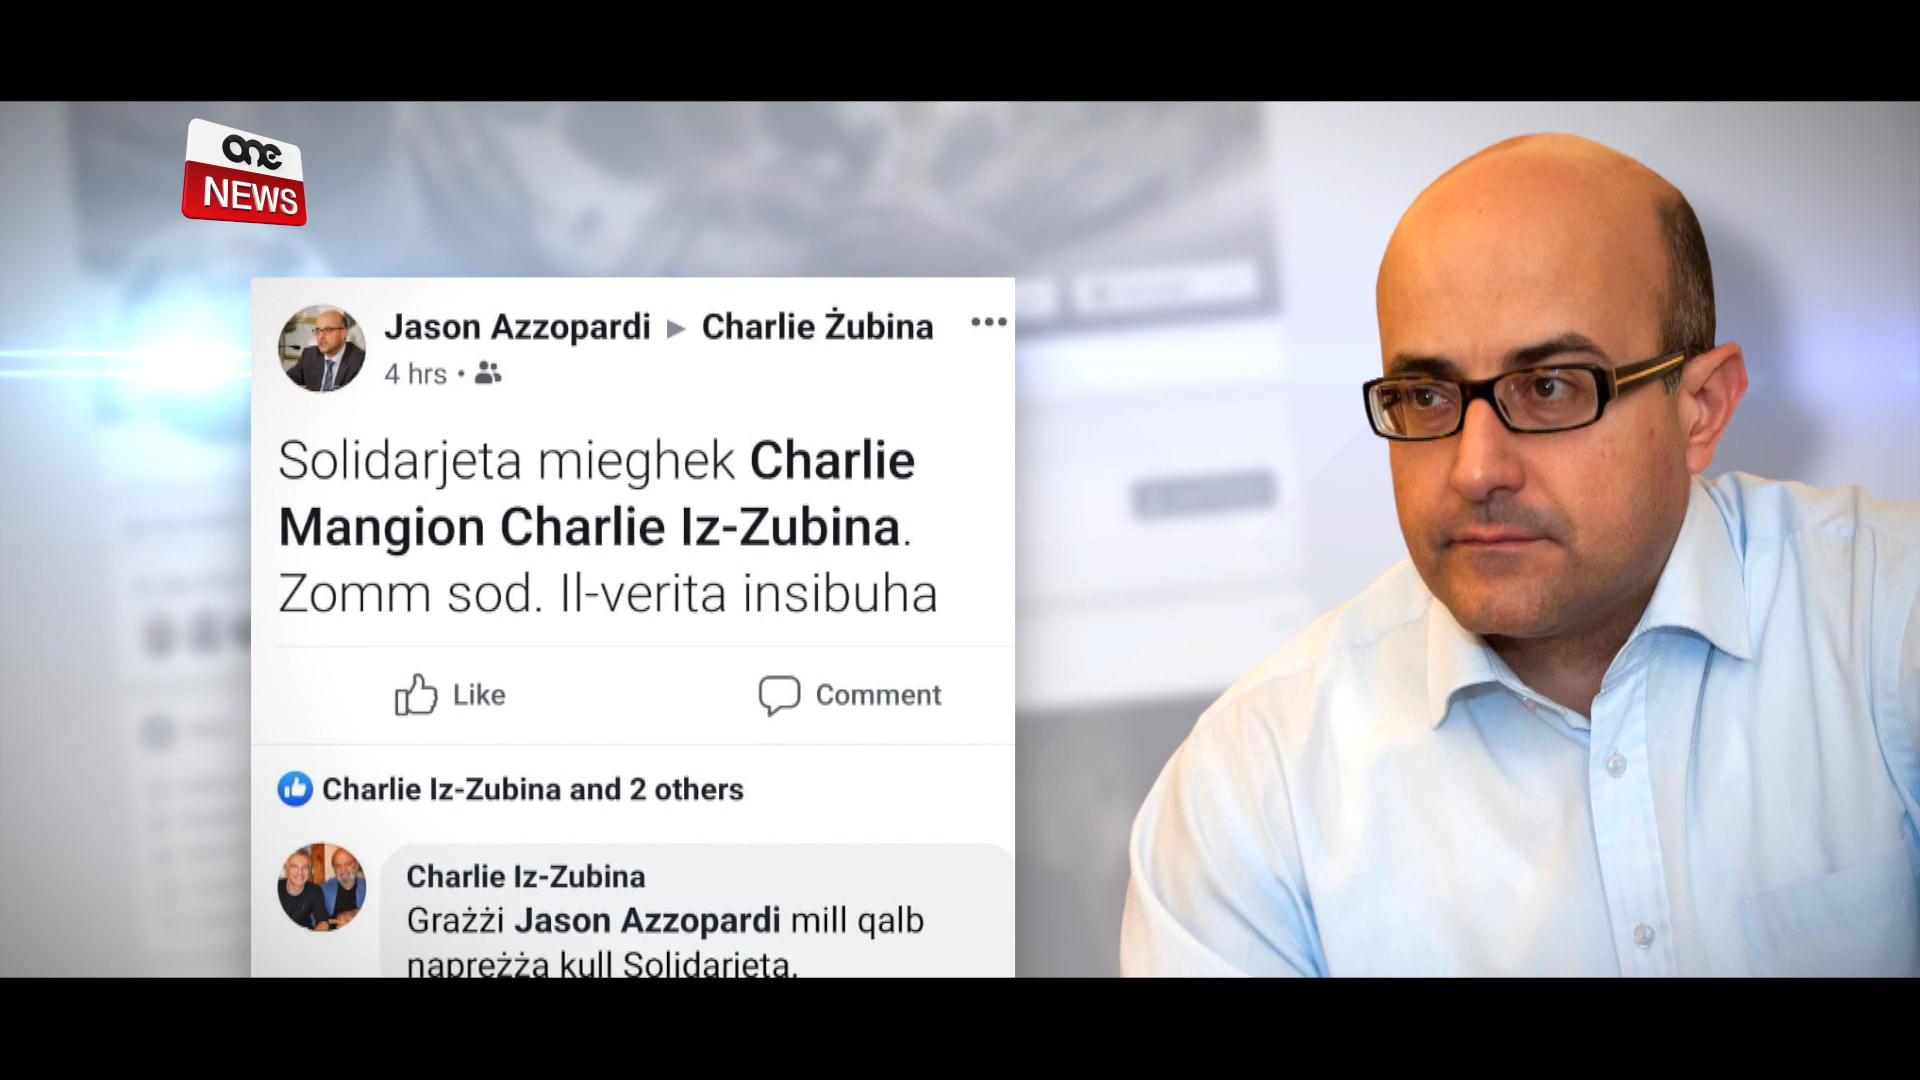 one
NEWS
Jason Azzopardi ▸ Charlie Żubina
4 hrs •
Solidarjeta mieghek Charlie
Mangion Charlie Iz-Zubina.
Zomm sod. Il-verita insibuha
Like Comment
Charlie Iz-Zubina and 2 others
Charlie Iz-Zubina
Grażżi Jason Azzopardi mill qalb
napreżża kull Solidarjeta.